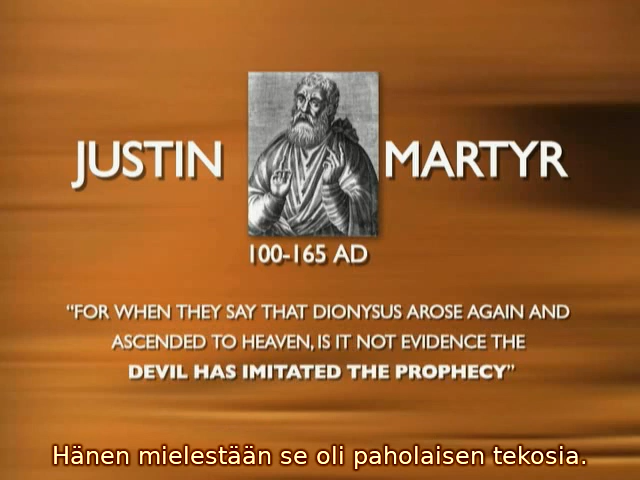 JUSTIN MARTYR
100-165 AD
“FOR WHEN THEY SAY THAT DIONYSUS AROSE AGAIN AND
ASCENDED TO HEAVEN, IS IT NOT EVIDENCE THE
DEVIL HAS IMITATED THE PROPHECY”
Hänen mielestään se oli paholaisen tekosia.